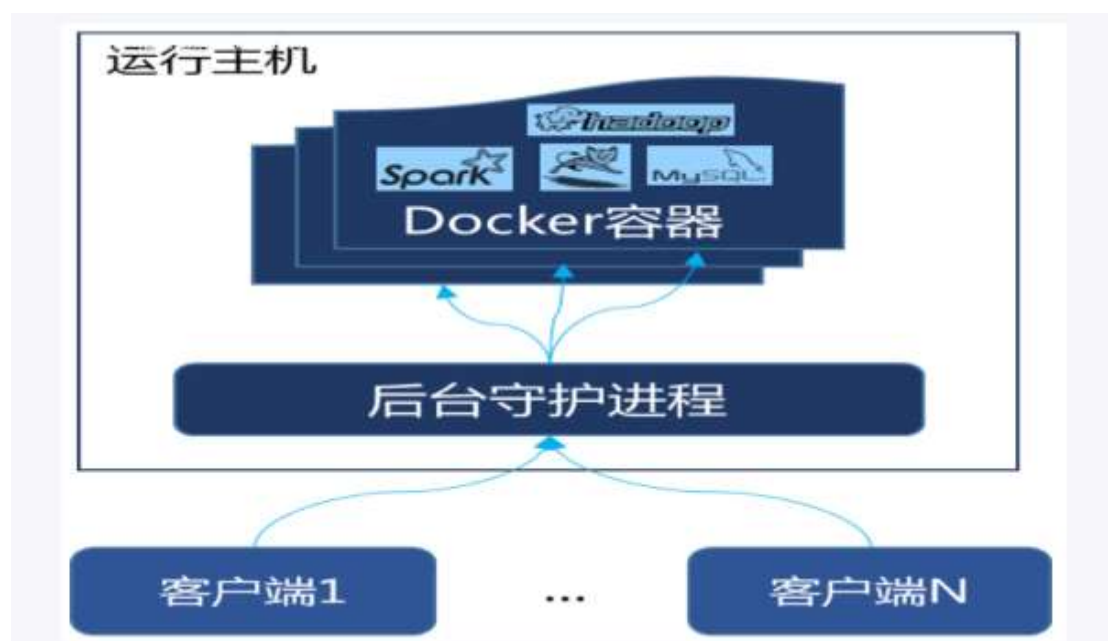 运行主机
hadoop
Spark
MySQL
Docker容器
后台守护进程
客户端1
...
客户端N